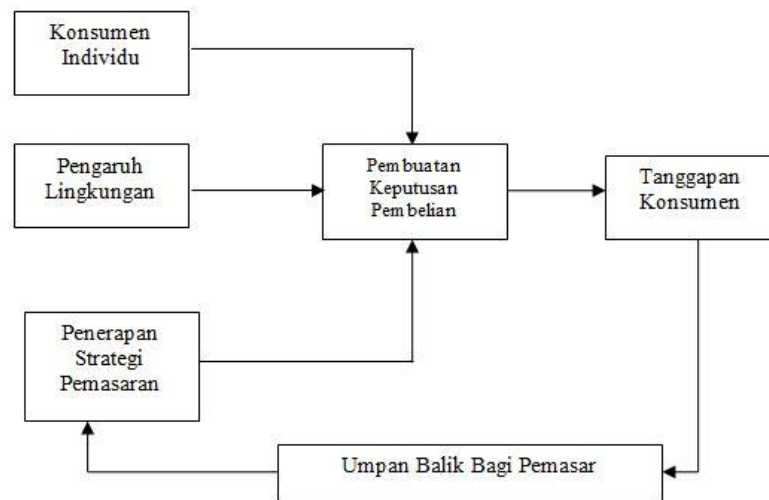 Konsumen
Individu
Pengaruh
Lingkungan
Pembuatan
Keputusan
Pembelian
Tanggapan
Konsumen
Penerapan
Strategi
Pemasaran
Umpan Balik Bagi Pemasar